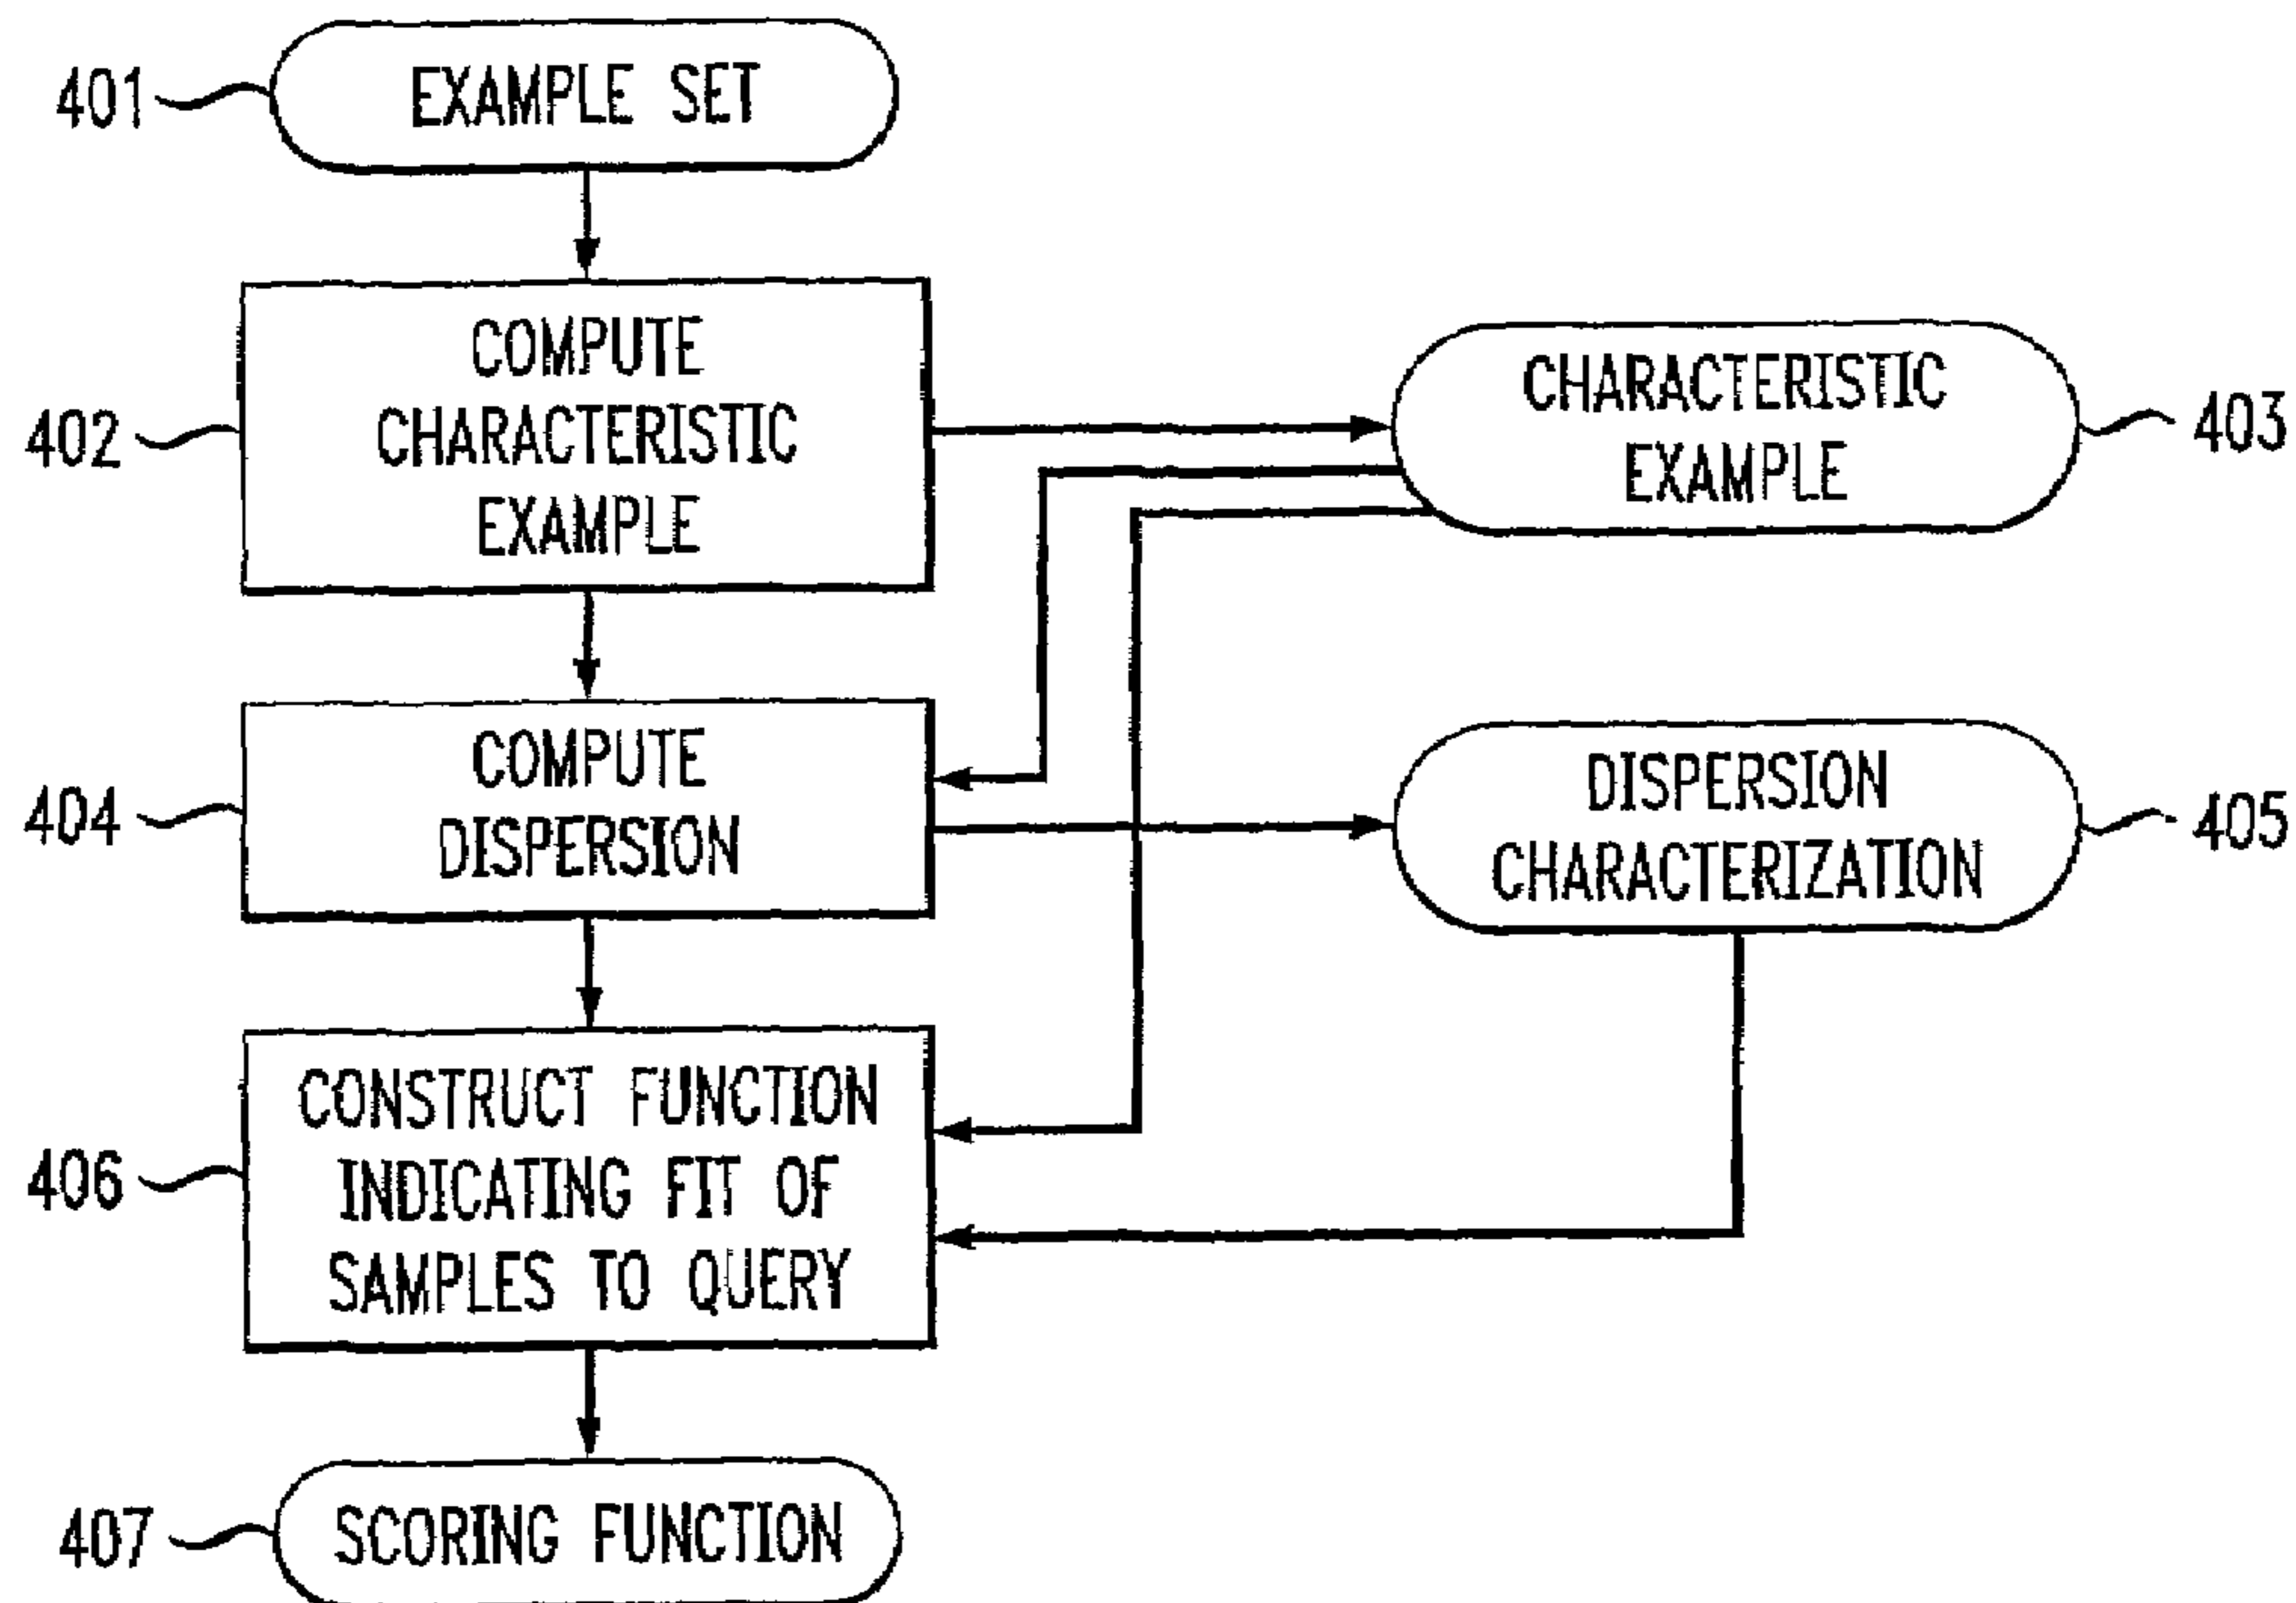 401
EXAMPLE SET
402
COMPUTE
CHARACTERISTIC
EXAMPLE
CHARACTERISTIC
EXAMPLE
403
404
COMPUTE
DISPERSION
DISPERSION
CHARACTERIZATION
405
406
CONSTRUCT FUNCTION
INDICATING FIT OF
SAMPLES TO QUERY
407
SCORING FUNCTION